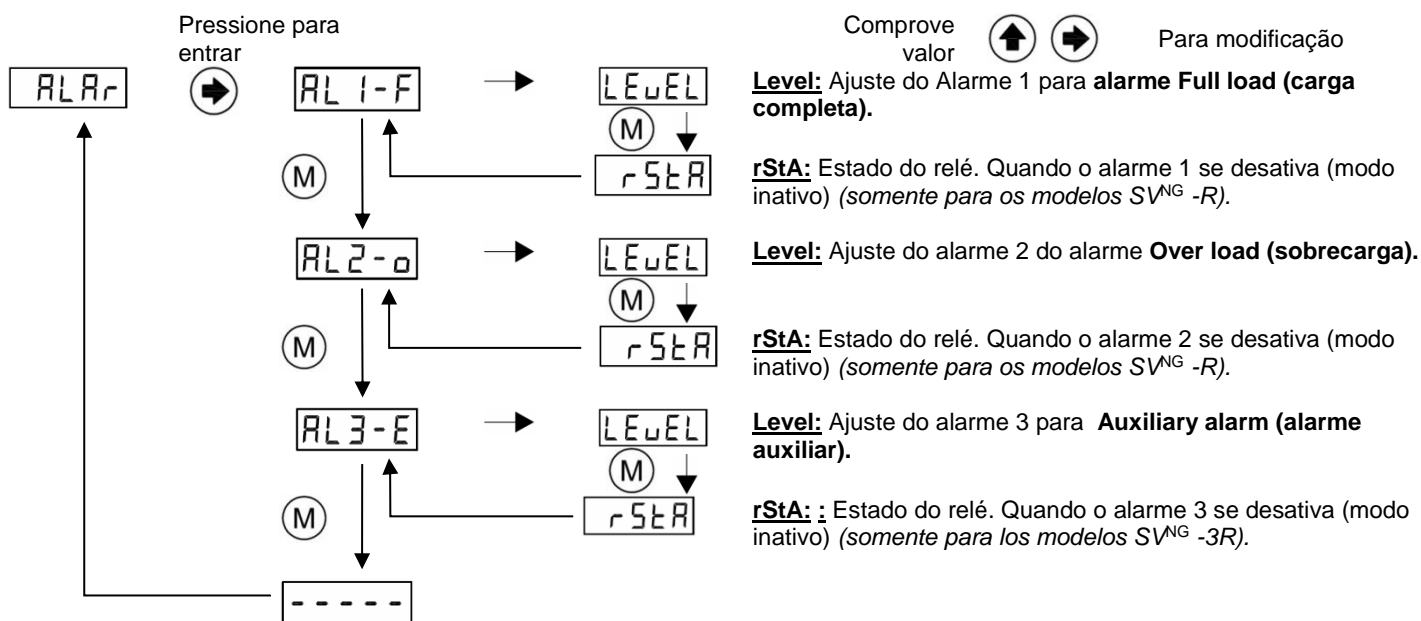 Pressione para
entrar
Comprove
valor
Para modificação
ALAr
AL1-F
LEvEL
M
rStA
M
Level: Ajuste do Alarme 1 para alarme Full load (carga
completa).
rStA: Estado do relé. Quando o alarme 1 se desativa (modo
inativo) (somente para os modelos SVNG -R).
AL2-o
LEvEL
M
rStA
M
Level: Ajuste do alarme 2 do alarme Over load (sobrecarga).
rStA: Estado do relé. Quando o alarme 2 se desativa (modo
inativo) (somente para os modelos SVNG -R).
AL3-E
LEvEL
M
rStA
M
Level: Ajuste do alarme 3 para Auxiliary alarm (alarme
auxiliar).
rStA: : Estado do relé. Quando o alarme 3 se desativa (modo
inativo) (somente para los modelos SVNG -3R).
-----